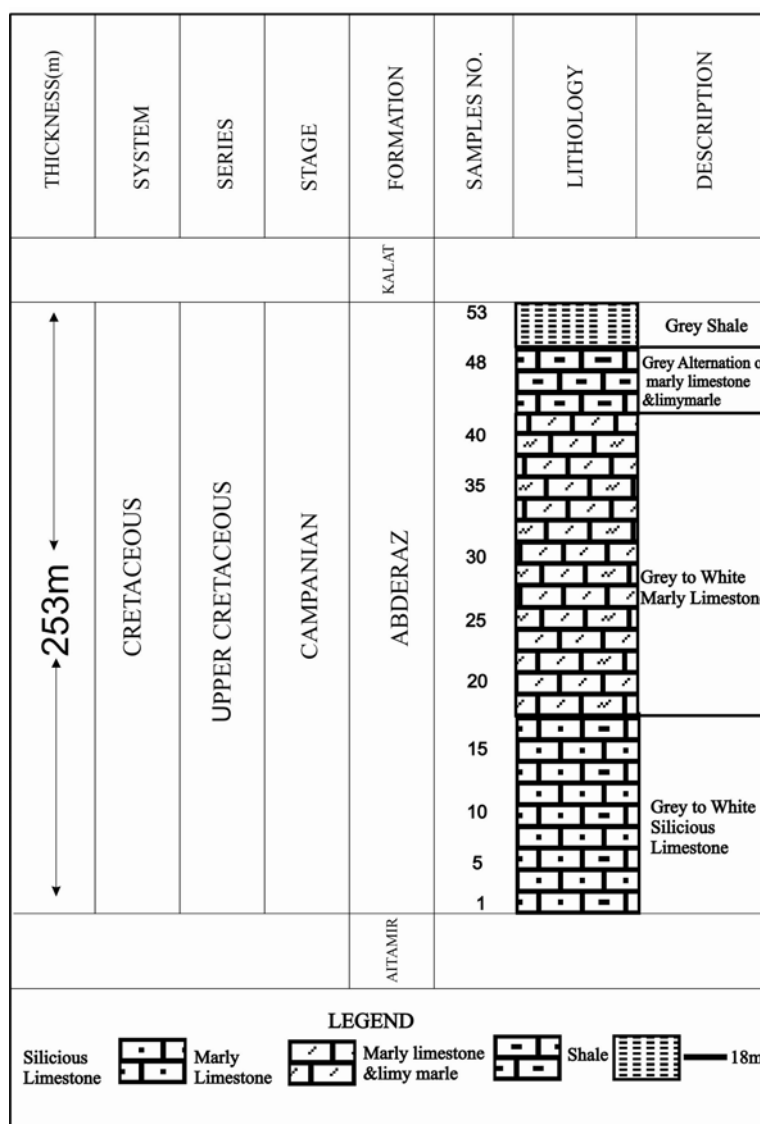 THICKNESS(m)
SYSTEM
SERIES
STAGE
FORMATION
SAMPLES NO.
LITHOLOGY
DESCRIPTION
KALAT
253m
CRETACEOUS
UPPER CRETACEOUS
CAMPANIAN
ABDERAZ
53
48
40
35
30
25
20
15
10
5
1
Grey Shale
Grey Alternation o
marly limestone
&limymarle
Grey to White
Marly Limestone
Grey to White
Silicious
Limestone
AITAMIR
LEGEND
Silicious
Limestone
Marly
Limestone
Marly limestone
&limy marle
Shale
18m